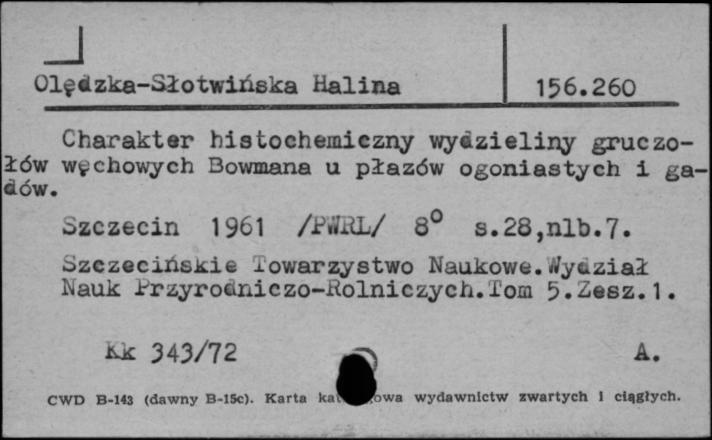 Olędzka-Słotwińska Halina 156.260
Charakter histochemiczny wydzieliny gruczo-
łów węchowych Bowmana u płazów ogoniastych i ga-
dów.
Szczecin 1961 /PWRL/ 8° s.28,nlb.7.
Szczecińskie Towarzystwo Naukowe.Wydział
Nauk Przyrodniczo-Rolniczych.Tom 5.Zesz.1.
Kk 343/72 A.
CWD B-143 (dawny B-15c). Karta wydawnictw zwartych i ciągłych.